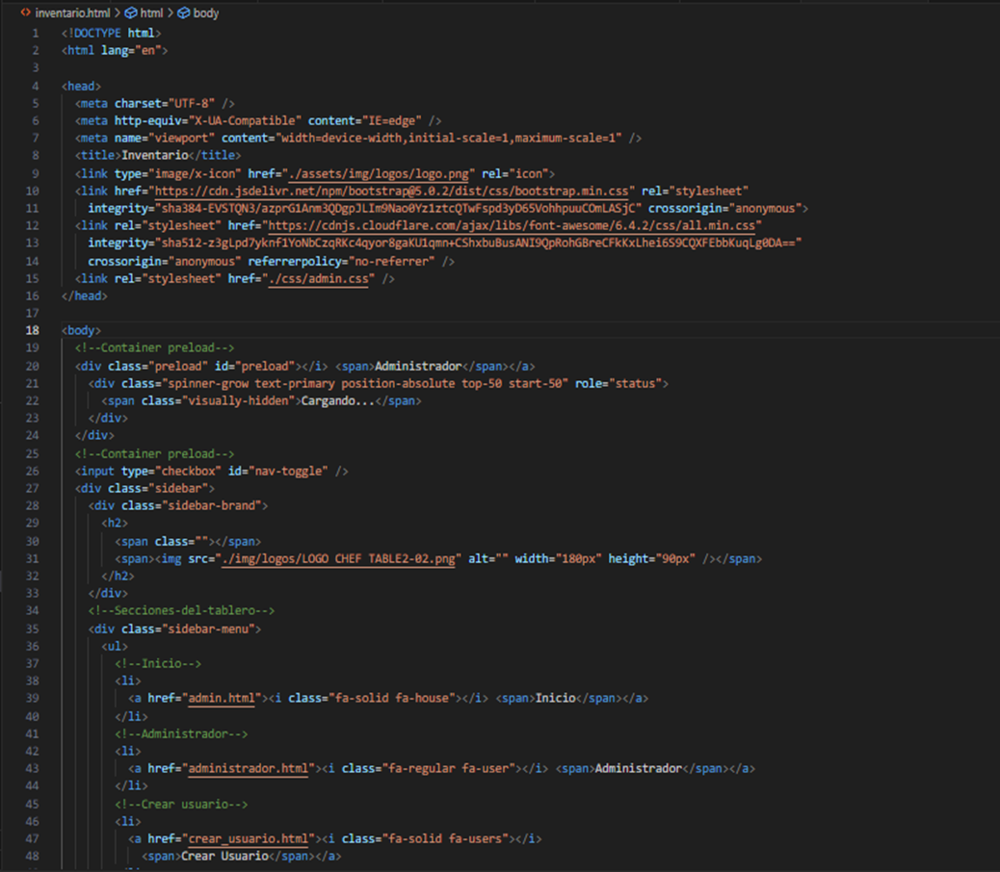 inventario.html > html > body
1 <!DOCTYPE html>
2 <html lang="en">
3
4 <head>
5 <meta charset="UTF-8" />
6 <meta http-equiv="X-UA-Compatible" content="IE=edge" />
7 <meta name="viewport" content="width=device-width,initial-scale=1,maximum-scale=1" />
8 <title>Inventario</title>
9 <link type="image/x-icon" href="./assets/img/logos/logo.png" rel="icon">
10 <link href="https://cdn.jsdelivr.net/npm/bootstrap@5.0.2/dist/css/bootstrap.min.css" rel="stylesheet"
11 integrity="sha384-EVSTQN3/azprG1Anm3QDgpJLIm9Nao0Yz1ztcQTwFspd3yD65VohhpuuCOmLASjC" crossorigin="anonymous">
12 <link rel="stylesheet" href="https://cdnjs.cloudflare.com/ajax/libs/font-awesome/6.4.2/css/all.min.css"
13 integrity="sha512-z3gLpd7yknf1YoNbCzqRKc4qyor8gaKU1qmn+CShxbuBusANI9QpRohGBreCFkKxLhei6S9CQXFEbbKuqLg0DA=="
14 crossorigin="anonymous" referrerpolicy="no-referrer" />
15 <link rel="stylesheet" href="./css/admin.css" />
16 </head>
17
18 <body>
19 <!--Container preload-->
20 <div class="preload" id="preload"></i> <span>Administrador</span></a>
21 <div class="spinner-grow text-primary position-absolute top-50 start-50" role="status">
22 <span class="visually-hidden">Cargando...</span>
23 </div>
24 </div>
25 <!--Container preload-->
26 <input type="checkbox" id="nav-toggle" />
27 <div class="sidebar">
28 <div class="sidebar-brand">
29 <h2>
30 <span class=""></span>
31 <span><img src="./img/logos/LOGO CHEF TABLE2-02.png" alt="" width="180px" height="90px" /></span>
32 </h2>
33 </div>
34 <!--Secciones-del-tablero-->
35 <div class="sidebar-menu">
36 <ul>
37 <!--Inicio-->
38 <li>
39 <a href="admin.html"><i class="fa-solid fa-house"></i> <span>Inicio</span></a>
40 </li>
41 <!--Administrador-->
42 <li>
43 <a href="administrador.html"><i class="fa-regular fa-user"></i> <span>Administrador</span></a>
44 </li>
45 <!--Crear usuario-->
46 <li>
47 <a href="crear_usuario.html"><i class="fa-solid fa-users"></i>
48 <span>Crear Usuario</span></a>